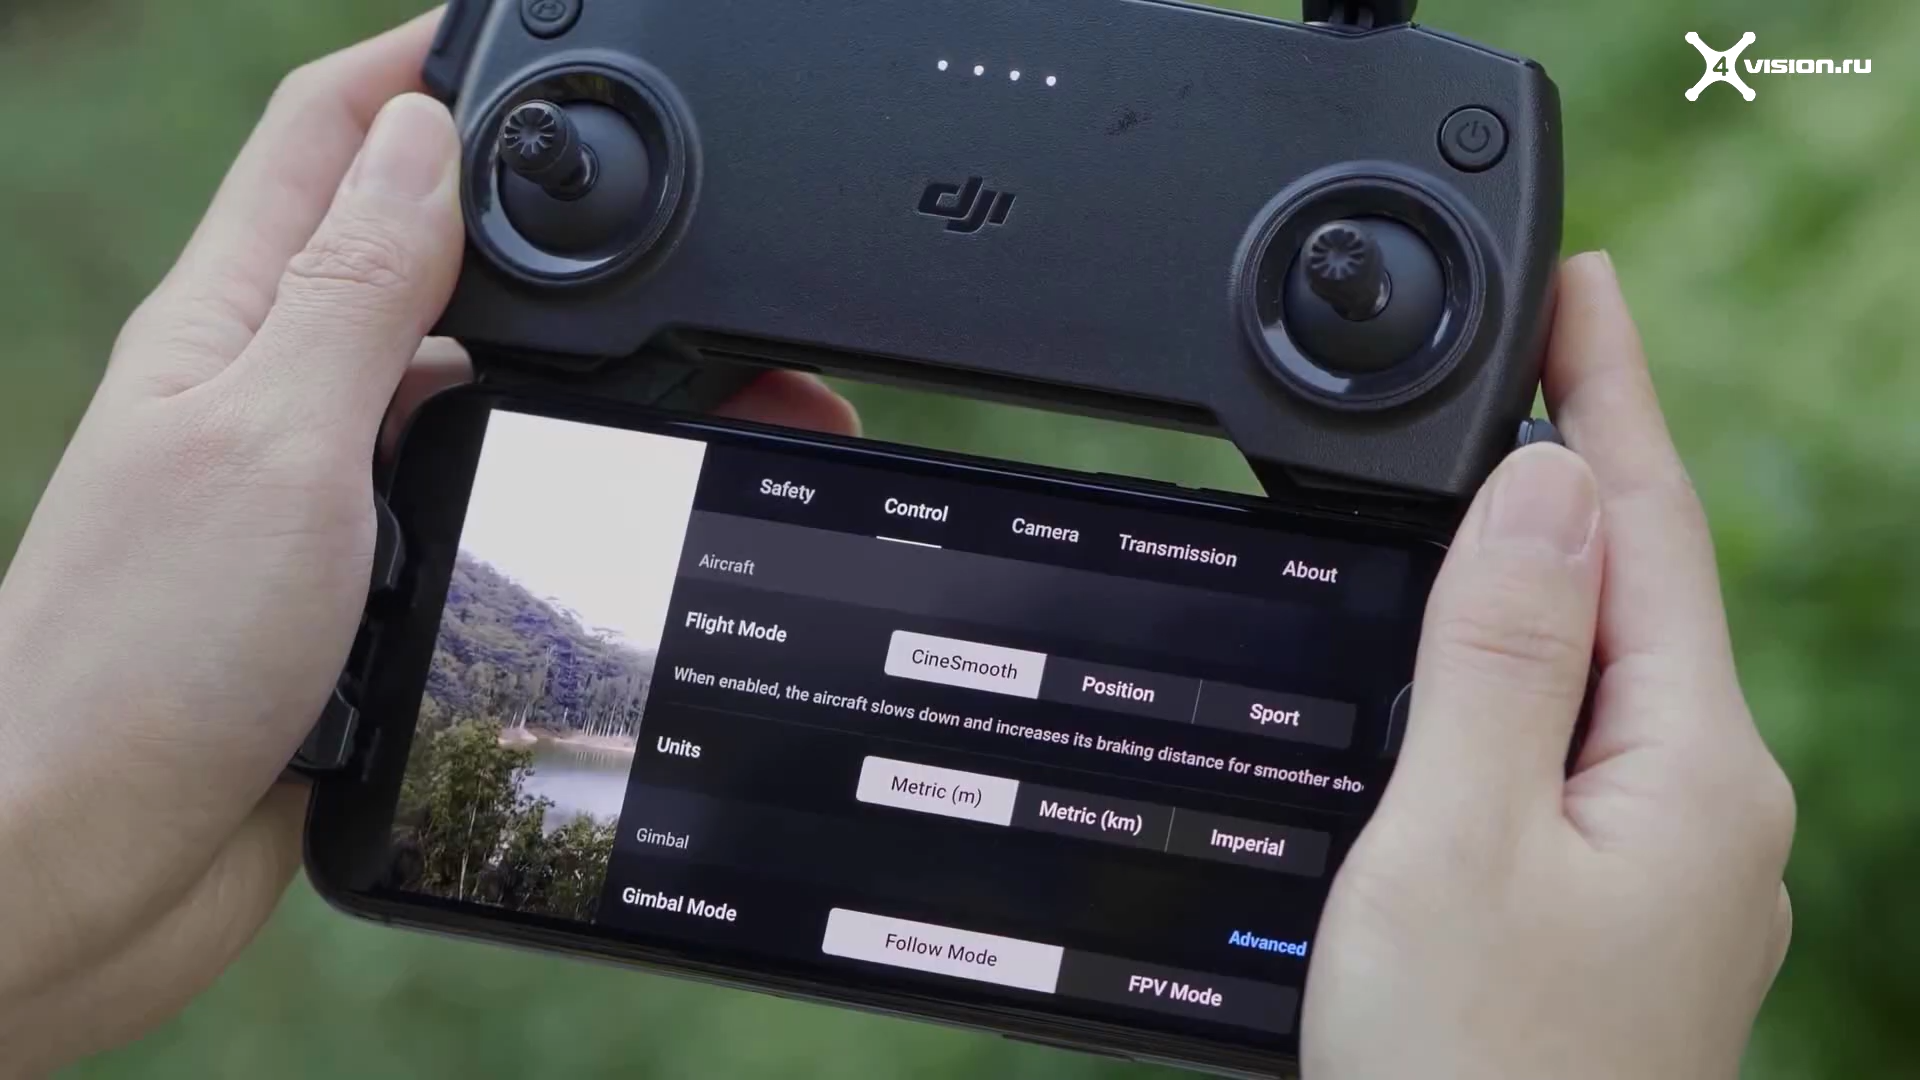 4vision.ru
dji
Safety Control Camera Transmission About
Aircraft
Flight Mode CineSmooth Position Sport
When enabled, the aircraft slows down and increases its braking distance for smoother sho
Units Metric (m) Metric (km) Imperial
Gimbal
Advanced
Gimbal Mode Follow Mode FPV Mode